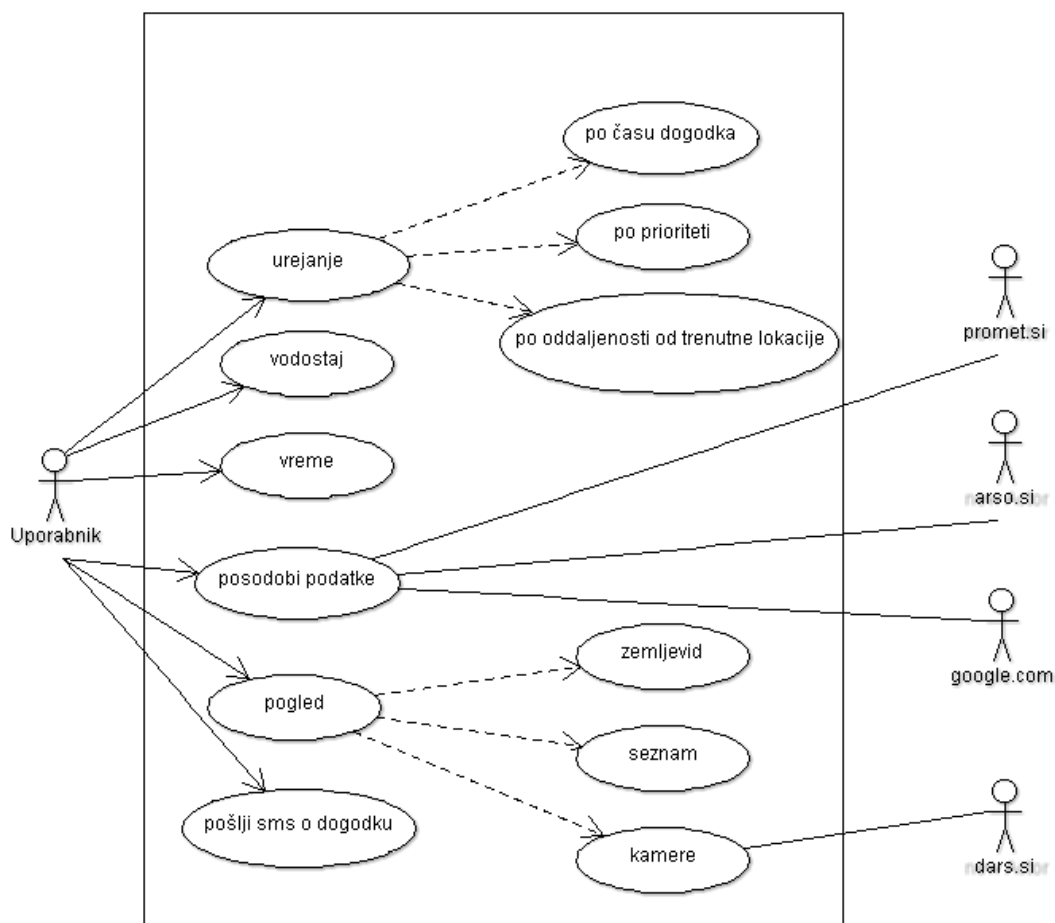 po času dogodka
po prioriteti
urejanje
po oddaljenosti od trenutne lokacije
promet.si
vodostaj
vreme
arso.si
Uporabnik
posodobi podatke
zemljevid
google.com
pogled
seznam
pošlji sms o dogodku
kamere
dars.si